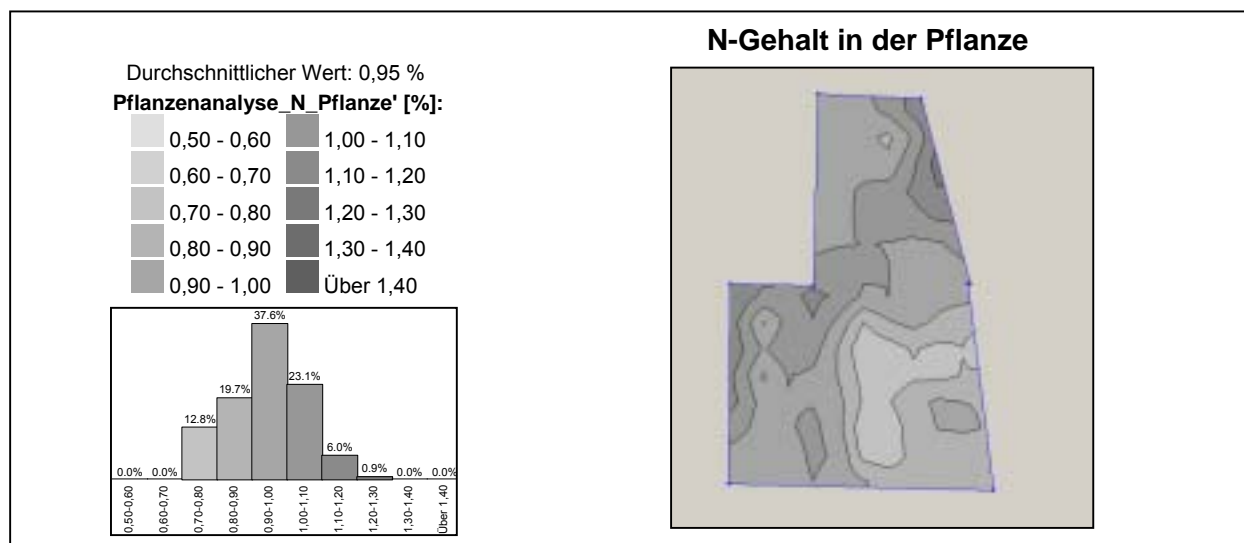 N-Gehalt in der Pflanze
Durchschnittlicher Wert: 0,95 %
Pflanzenanalyse_N_Pflanze' [%]:
0,50 - 0,60 1,00 - 1,10
0,60 - 0,70 1,10 - 1,20
0,70 - 0,80 1,20 - 1,30
0,80 - 0,90 1,30 - 1,40
0,90 - 1,00 Über 1,40
37.6%
23.1%
19.7%
12.8%
6.0%
0.0% 0.0% 0.9% 0.0% 0.0%
0,50-0,60
0,60-0,70
0,70-0,80
0,80-0,90
0,90-1,00
1,00-1,10
1,10-1,20
1,20-1,30
1,30-1,40
Über 1,40